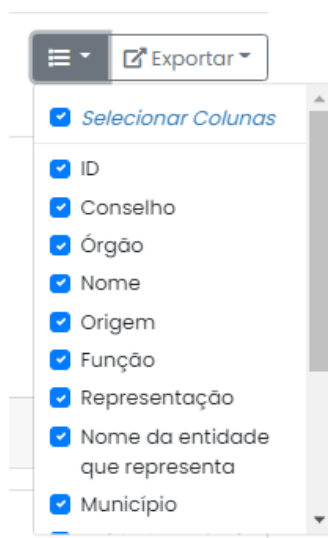 Exportar
Selecionar Colunas
ID
Conselho
Órgão
Nome
Origem
Função
Representação
Nome da entidade
que representa
Município